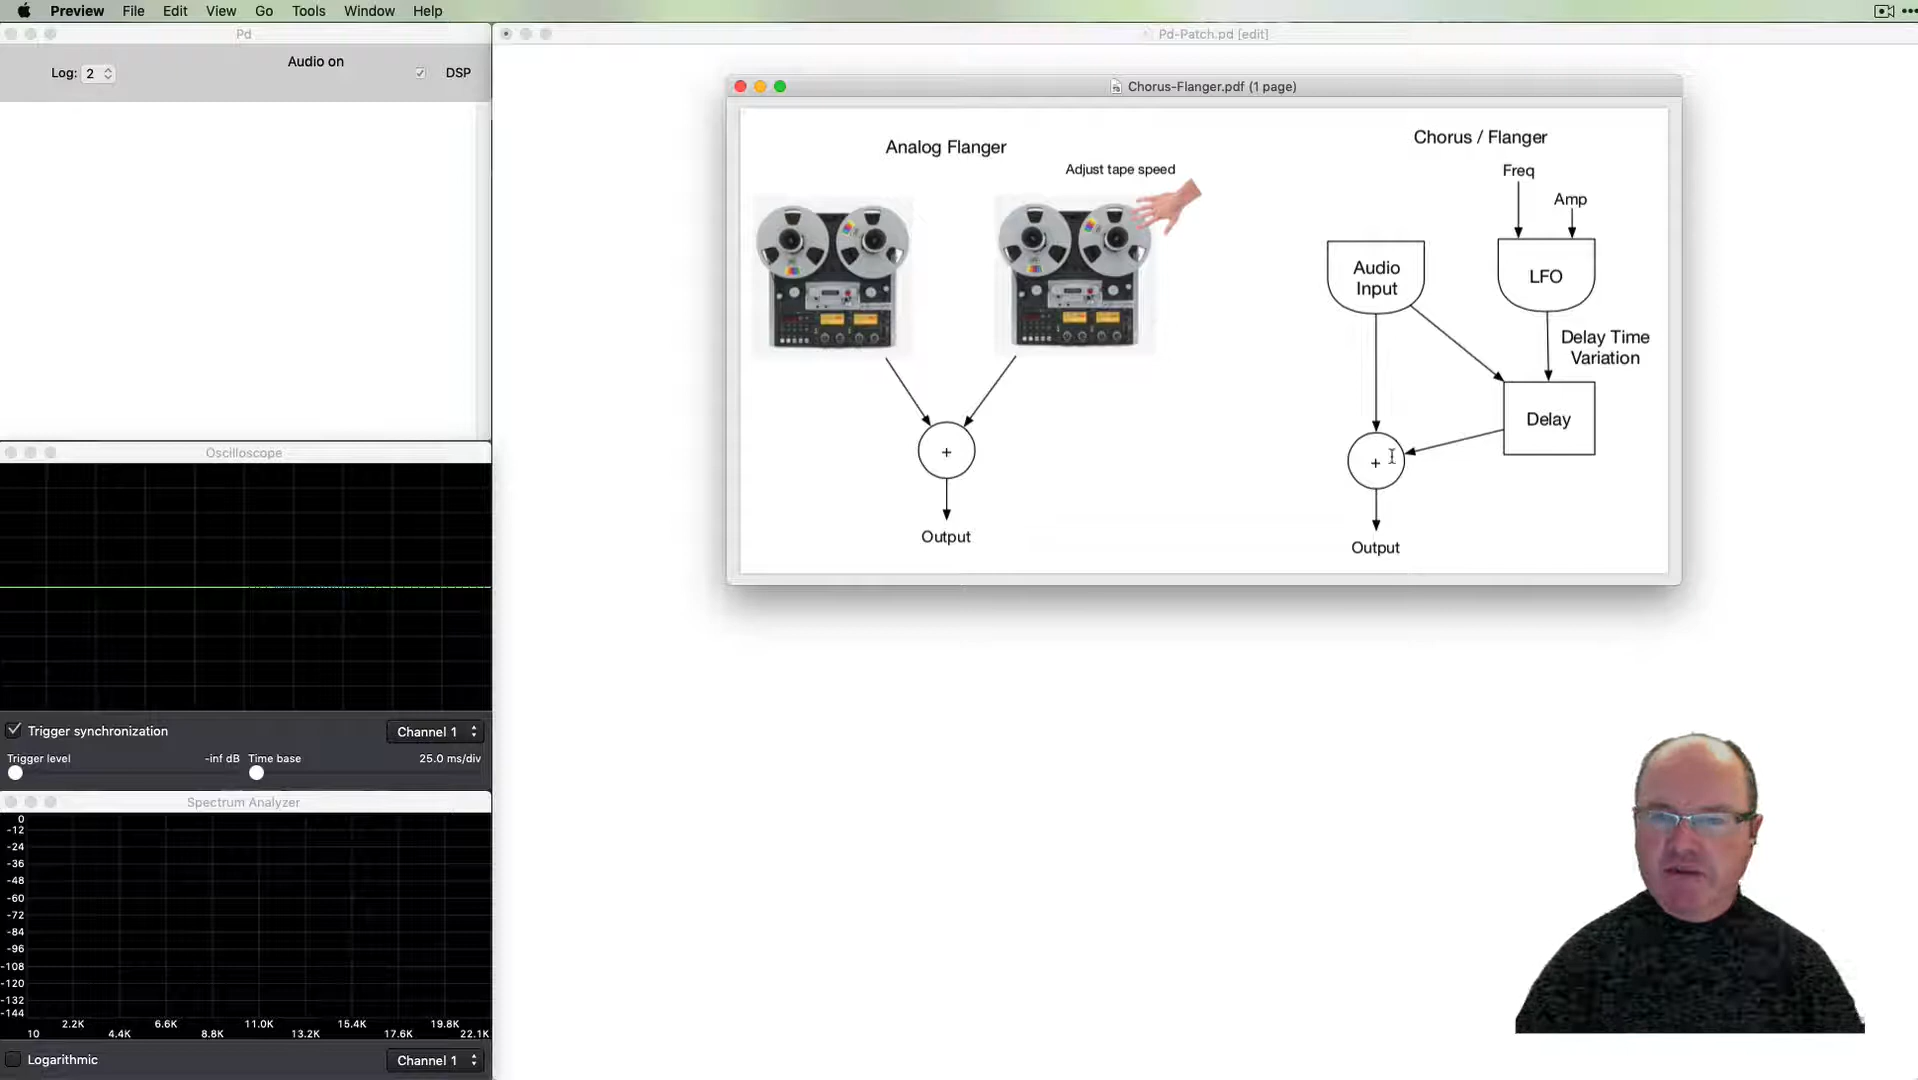 Preview File Edit View Go Tools Window Help
Pd
Pd-Patch.pd [edit]
Log: 2
Audio on
DSP
Chorus-Flanger.pdf (1 page)
Analog Flanger
Adjust tape speed
+
Output
Chorus / Flanger
Freq
Amp
Audio
Input
LFO
Delay Time
Variation
Delay
+
Output
Oscilloscope
Trigger synchronization
Channel 1
Trigger level
-inf dB
Time base
25.0 ms/div
Spectrum Analyzer
0
-12
-24
-36
-48
-60
-72
-84
-96
-108
-120
-132
-144
2.2K 6.6K 11.0K 15.4K 19.8K
10 4.4K 8.8K 13.2K 17.6K 22.1K
Logarithmic
Channel 1